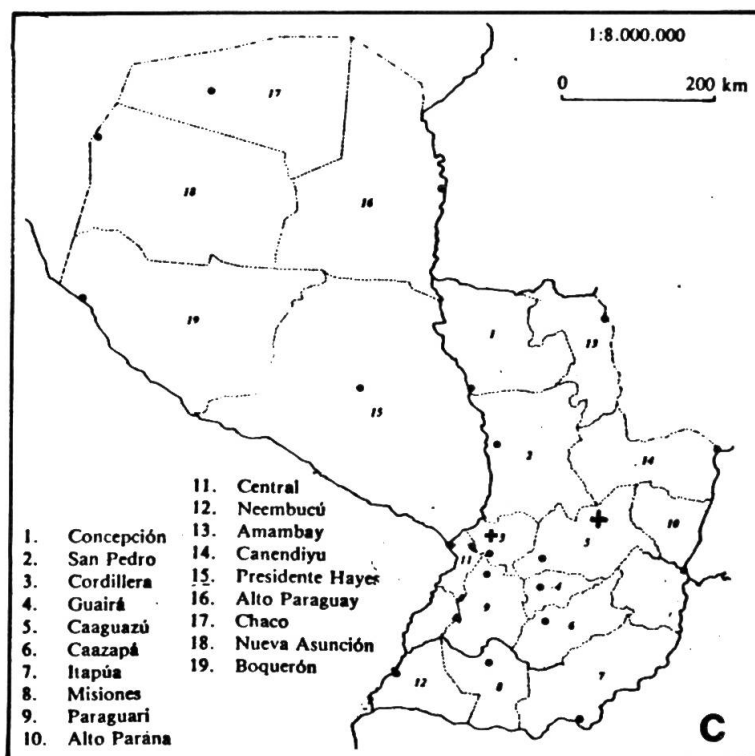 1:8.000.000
0 200 km
17
18
16
19
1
13
15
2
14
10
3
5
11
4
9
6
12
8
7
1. Concepción
2. San Pedro
3. Cordillera
4. Guairá
5. Caaguazú
6. Caazapá
7. Itapúa
8. Misiones
9. Paraguari
10. Alto Parána
11. Central
12. Neembucú
13. Amambay
14. Canendiyu
15. Presidente Hayes
16. Alto Paraguay
17. Chaco
18. Nueva Asunción
19. Boquerón
C